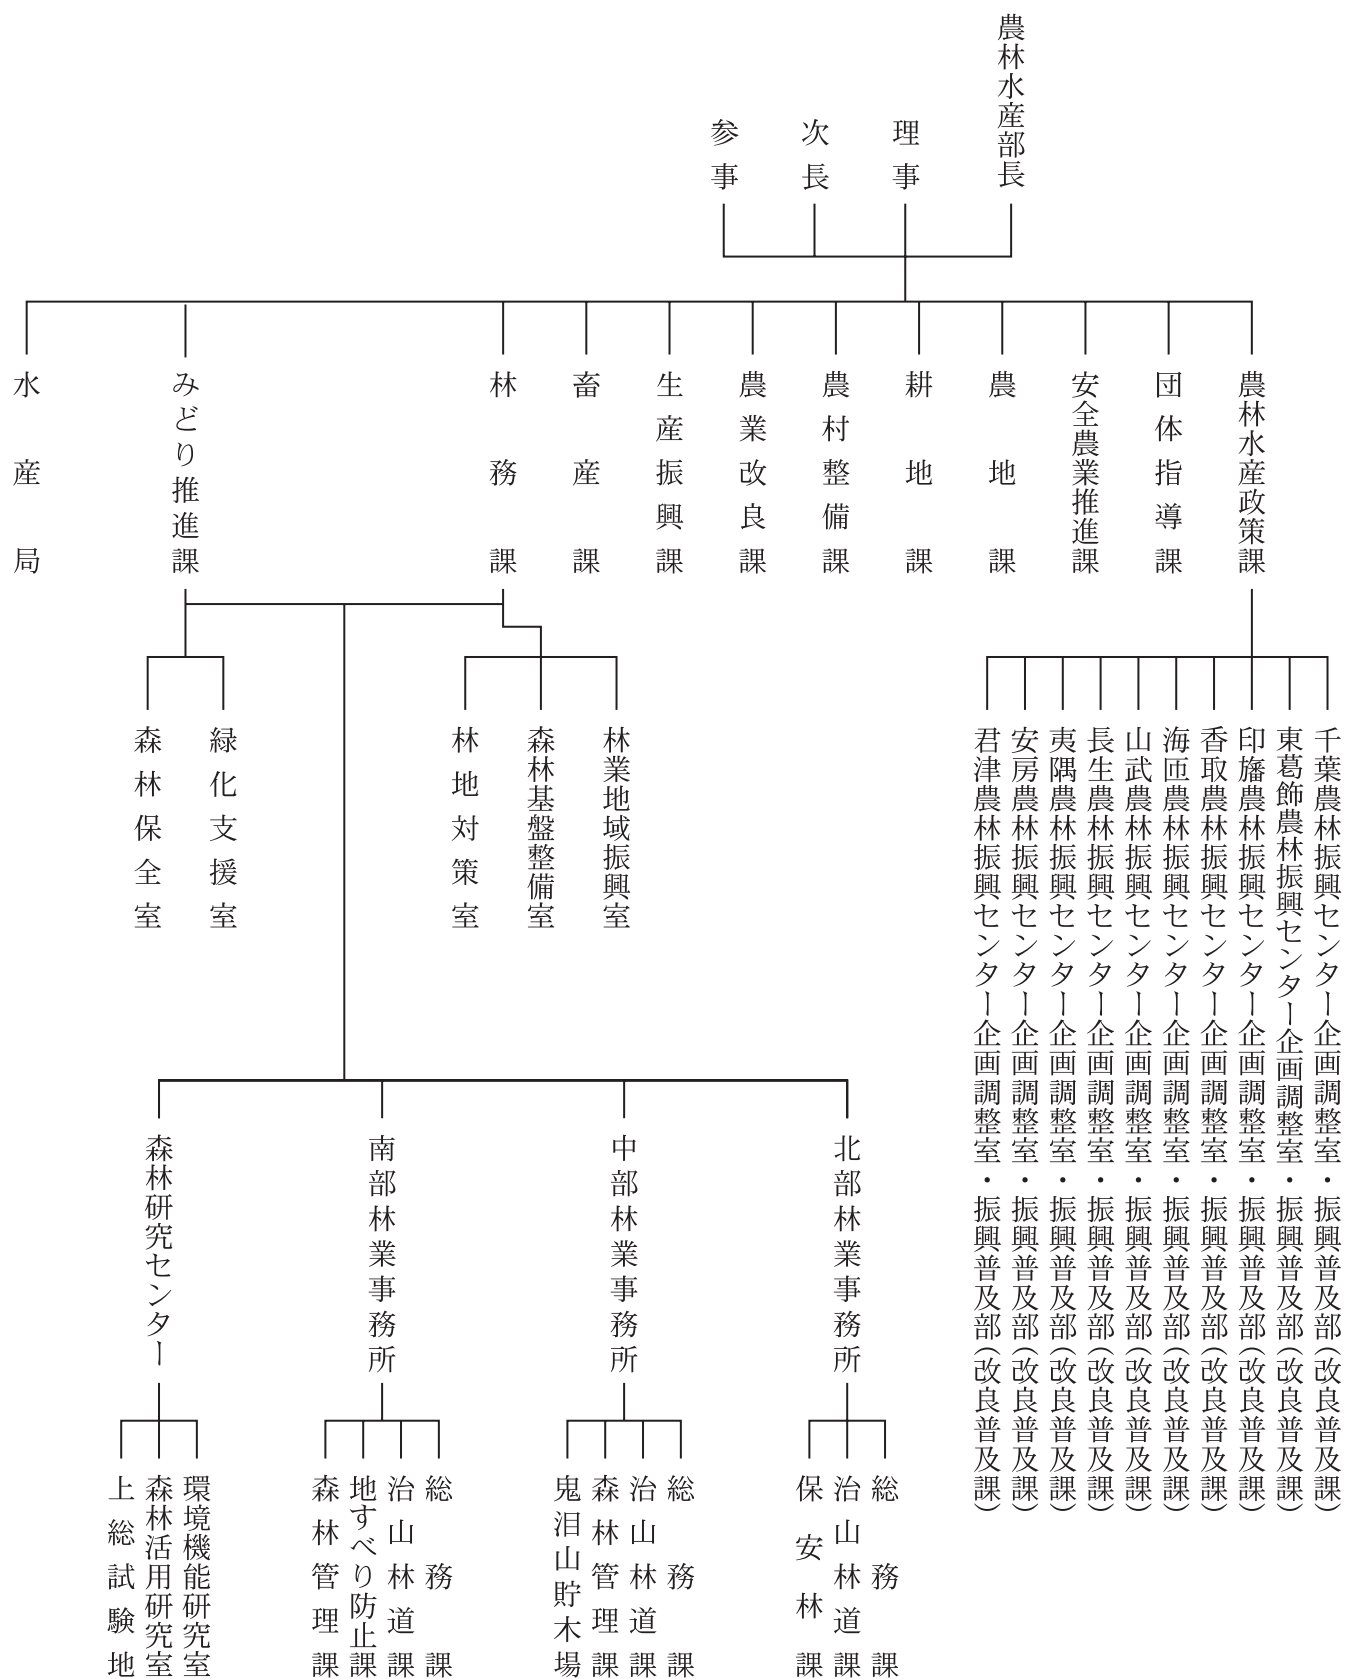 農林水産部長
理事
次長
参事
農林水産政策課
団体指導課
安全農業推進課
農地課
耕地課
農村整備課
農業改良課
生産振興課
畜産課
林務課
みどり推進課
水産局
千葉農林振興センター企画調整室・振興普及部(改良普及課)
東葛飾農林振興センター企画調整室・振興普及部(改良普及課)
印旛農林振興センター企画調整室・振興普及部(改良普及課)
香取農林振興センター企画調整室・振興普及部(改良普及課)
海匝農林振興センター企画調整室・振興普及部(改良普及課)
山武農林振興センター企画調整室・振興普及部(改良普及課)
長生農林振興センター企画調整室・振興普及部(改良普及課)
夷隅農林振興センター企画調整室・振興普及部(改良普及課)
安房農林振興センター企画調整室・振興普及部(改良普及課)
君津農林振興センター企画調整室・振興普及部(改良普及課)
林業地域振興室
森林基盤整備室
林地対策室
緑化支援室
森林保全室
北部林業事務所
中部林業事務所
南部林業事務所
森林研究センター
総務課
治山林道課
保安林課
総務課
治山林道課
森林管理課
鬼泪山貯木場
総務課
治山林道課
地すべり防止課
森林管理課
環境機能研究室
森林活用研究室
上総試験地